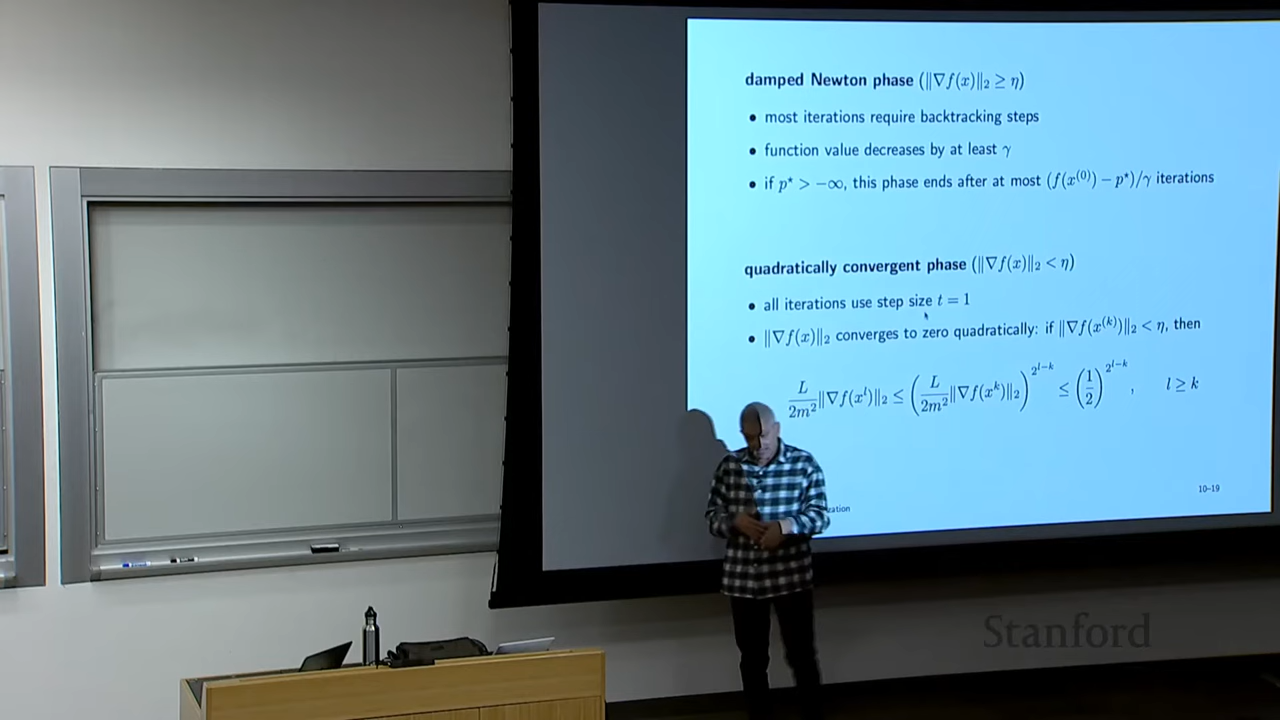 damped Newton phase (‖∇f(x)‖₂ ≥ η)
• most iterations require backtracking steps
• function value decreases by at least γ
• if p⋆ > −∞, this phase ends after at most (f(x⁽⁰⁾) − p⋆)/γ iterations
quadratically convergent phase (‖∇f(x)‖₂ < η)
• all iterations use step size t = 1
• ‖∇f(x)‖₂ converges to zero quadratically: if ‖∇f(x⁽ᵏ⁾)‖₂ < η, then
L/(2m²) ‖∇f(xˡ)‖₂ ≤ (L/(2m²) ‖∇f(xᵏ)‖₂)^(2^(l−k)) ≤ (1/2)^(2^(l−k)), l ≥ k
zation 10–19
Stanford